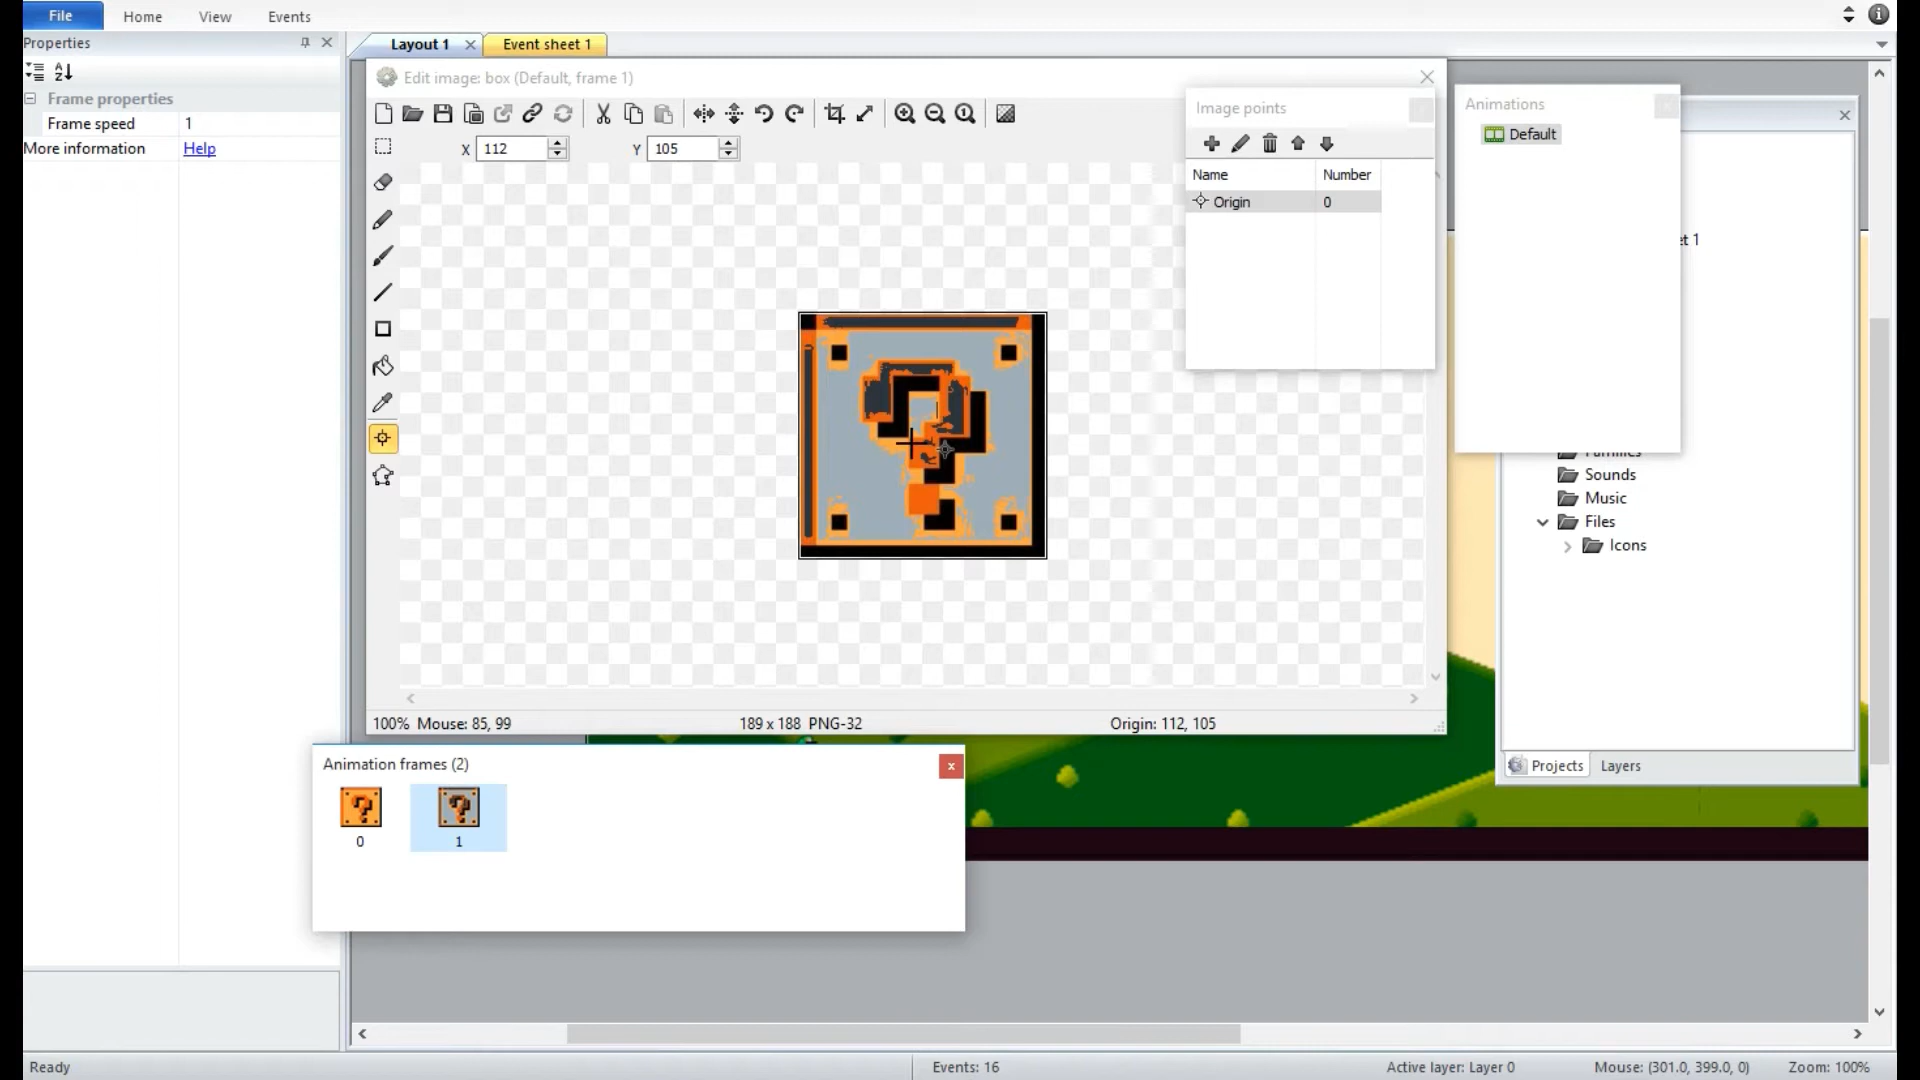 File Home View Events
Properties
Layout 1
Event sheet 1
Edit image: box (Default, frame 1)
Frame properties
Frame speed 1
More information Help
X 112 Y 105
Image points
Name Number
Origin 0
Animations
Default
et 1
Families
Sounds
Music
Files
Icons
100% Mouse: 85, 99 189 x 188 PNG-32 Origin: 112, 105
Projects Layers
Animation frames (2)
0 1
Ready Events: 16 Active layer: Layer 0 Mouse: (301.0, 399.0, 0) Zoom: 100%